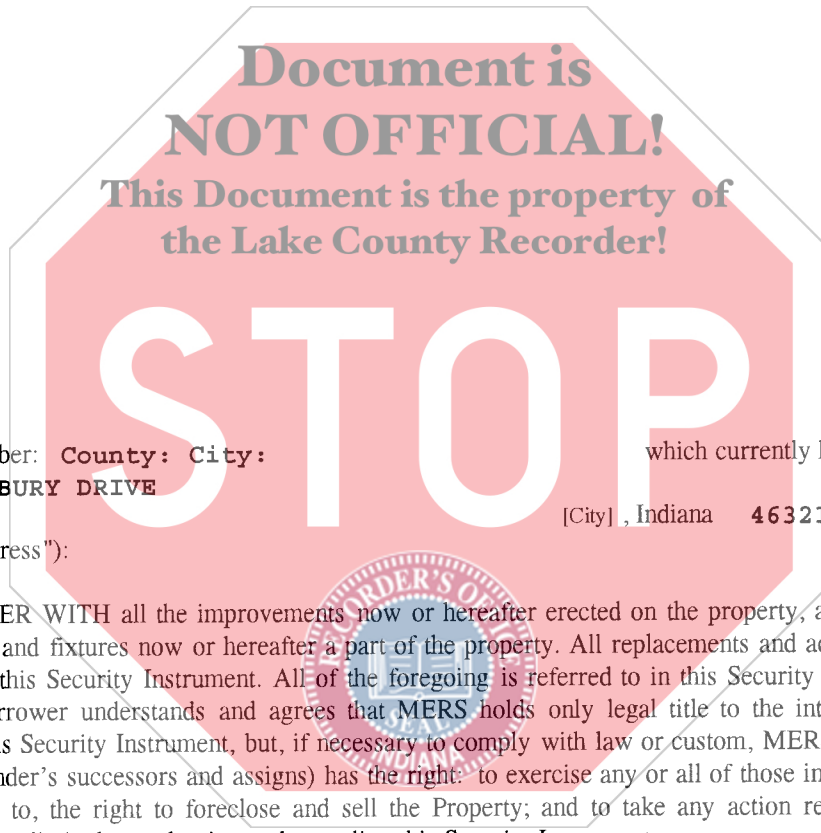 Document is
NOT OFFICIAL!
This Document is the property of
the Lake County Recorder!
STOP
ber: County: City: which currently
BURY DRIVE
[City] , Indiana 46321
ress"):
ER WITH all the improvements now or hereafter erected on the property,
and fixtures now or hereafter a part of the property. All replacements and
this Security Instrument. All of the foregoing is referred to in this Security
rrower understands and agrees that MERS holds only legal title to the
s Security Instrument, but, if necessary to comply with law or custom, MER
nder's successors and assigns) has the right: to exercise any or all of those
to, the right to foreclose and sell the Property; and to take any action
RECORDER'S OFFICE
SEAL
INDIANA